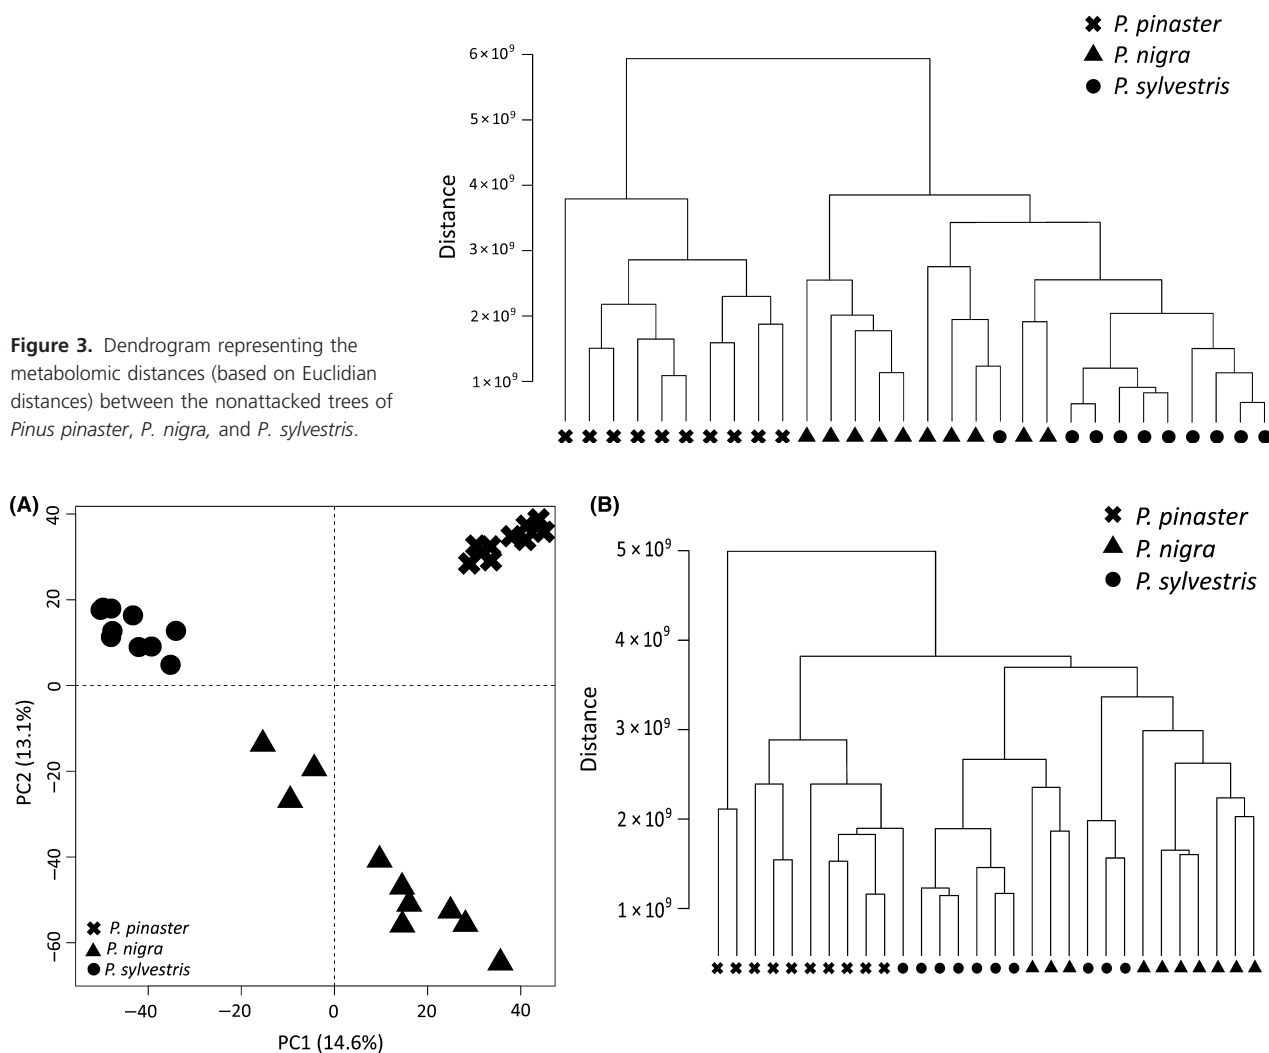 P. pinaster
P. nigra
P. sylvestris
6×10⁹
5×10⁹
4×10⁹
3×10⁹
2×10⁹
1×10⁹
Distance
Figure 3. Dendrogram representing the
metabolomic distances (based on Euclidian
distances) between the nonattacked trees of
Pinus pinaster, P. nigra, and P. sylvestris.
(A)
40
20
0
−20
−40
−60
PC2 (13.1%)
P. pinaster
P. nigra
P. sylvestris
−40
−20
0
20
40
PC1 (14.6%)
(B)
P. pinaster
P. nigra
P. sylvestris
5×10⁹
4×10⁹
3×10⁹
2×10⁹
1×10⁹
Distance